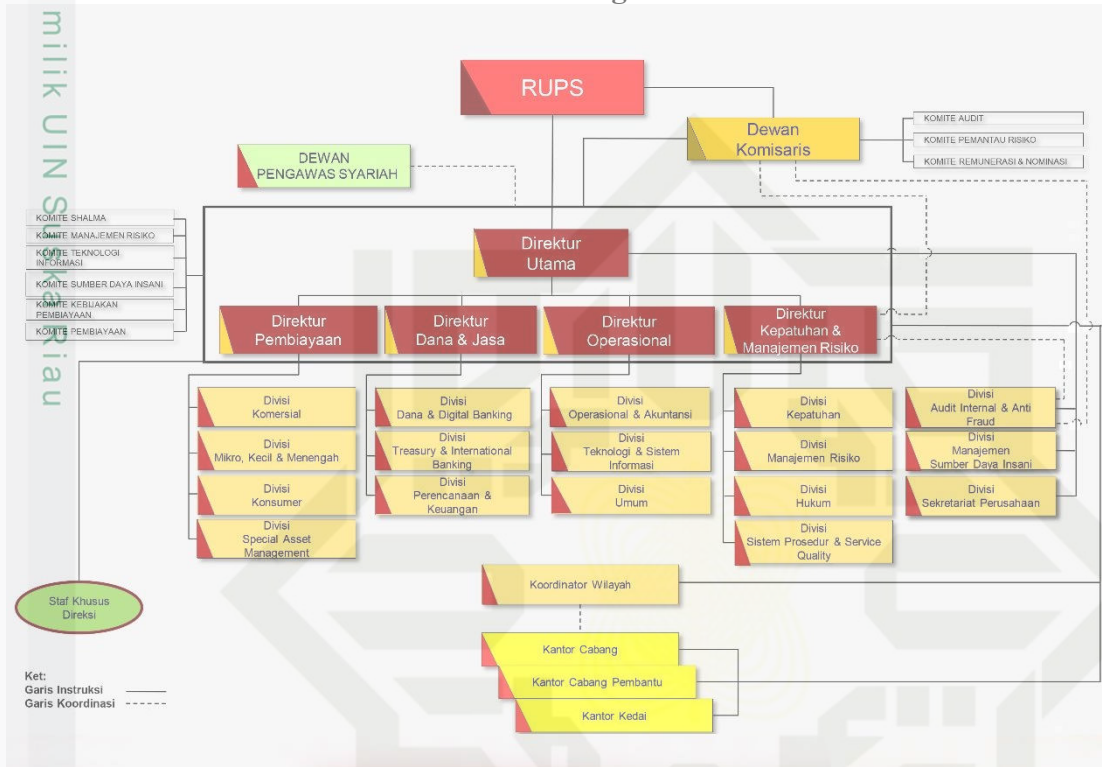 milik UIN Suska Riau
RUPS
Dewan
Komisaris
KOMITE AUDIT
KOMITE PEMANTAU RISIKO
KOMITE REMUNERASI & NOMINASI
DEWAN
PENGAWAS SYARIAH
KOMITE SHALMA
KOMITE MANAJEMEN RISIKO
KOMITE TEKNOLOGI
INFORMASI
KOMITE SUMBER DAYA INSANI
KOMITE KEBIJAKAN
PEMBIAYAAN
KOMITE PEMBIAYAAN
Direktur
Utama
Direktur
Pembiayaan
Direktur
Dana & Jasa
Direktur
Operasional
Direktur
Kepatuhan &
Manajemen Risiko
Divisi
Komersial
Divisi
Mikro, Kecil & Menengah
Divisi
Konsumer
Divisi
Special Asset
Management
Divisi
Dana & Digital Banking
Divisi
Treasury & International
Banking
Divisi
Perencanaan &
Keuangan
Divisi
Operasional & Akuntansi
Divisi
Teknologi & Sistem
Informasi
Divisi
Umum
Divisi
Kepatuhan
Divisi
Manajemen Risiko
Divisi
Hukum
Divisi
Sistem Prosedur & Service
Quality
Divisi
Audit Internal & Anti
Fraud
Divisi
Manajemen
Sumber Daya Insani
Divisi
Sekretariat Perusahaan
Staf Khusus
Direksi
Koordinator Wilayah
Kantor Cabang
Kantor Cabang Pembantu
Kantor Kedai
Ket:
Garis Instruksi
Garis Koordinasi